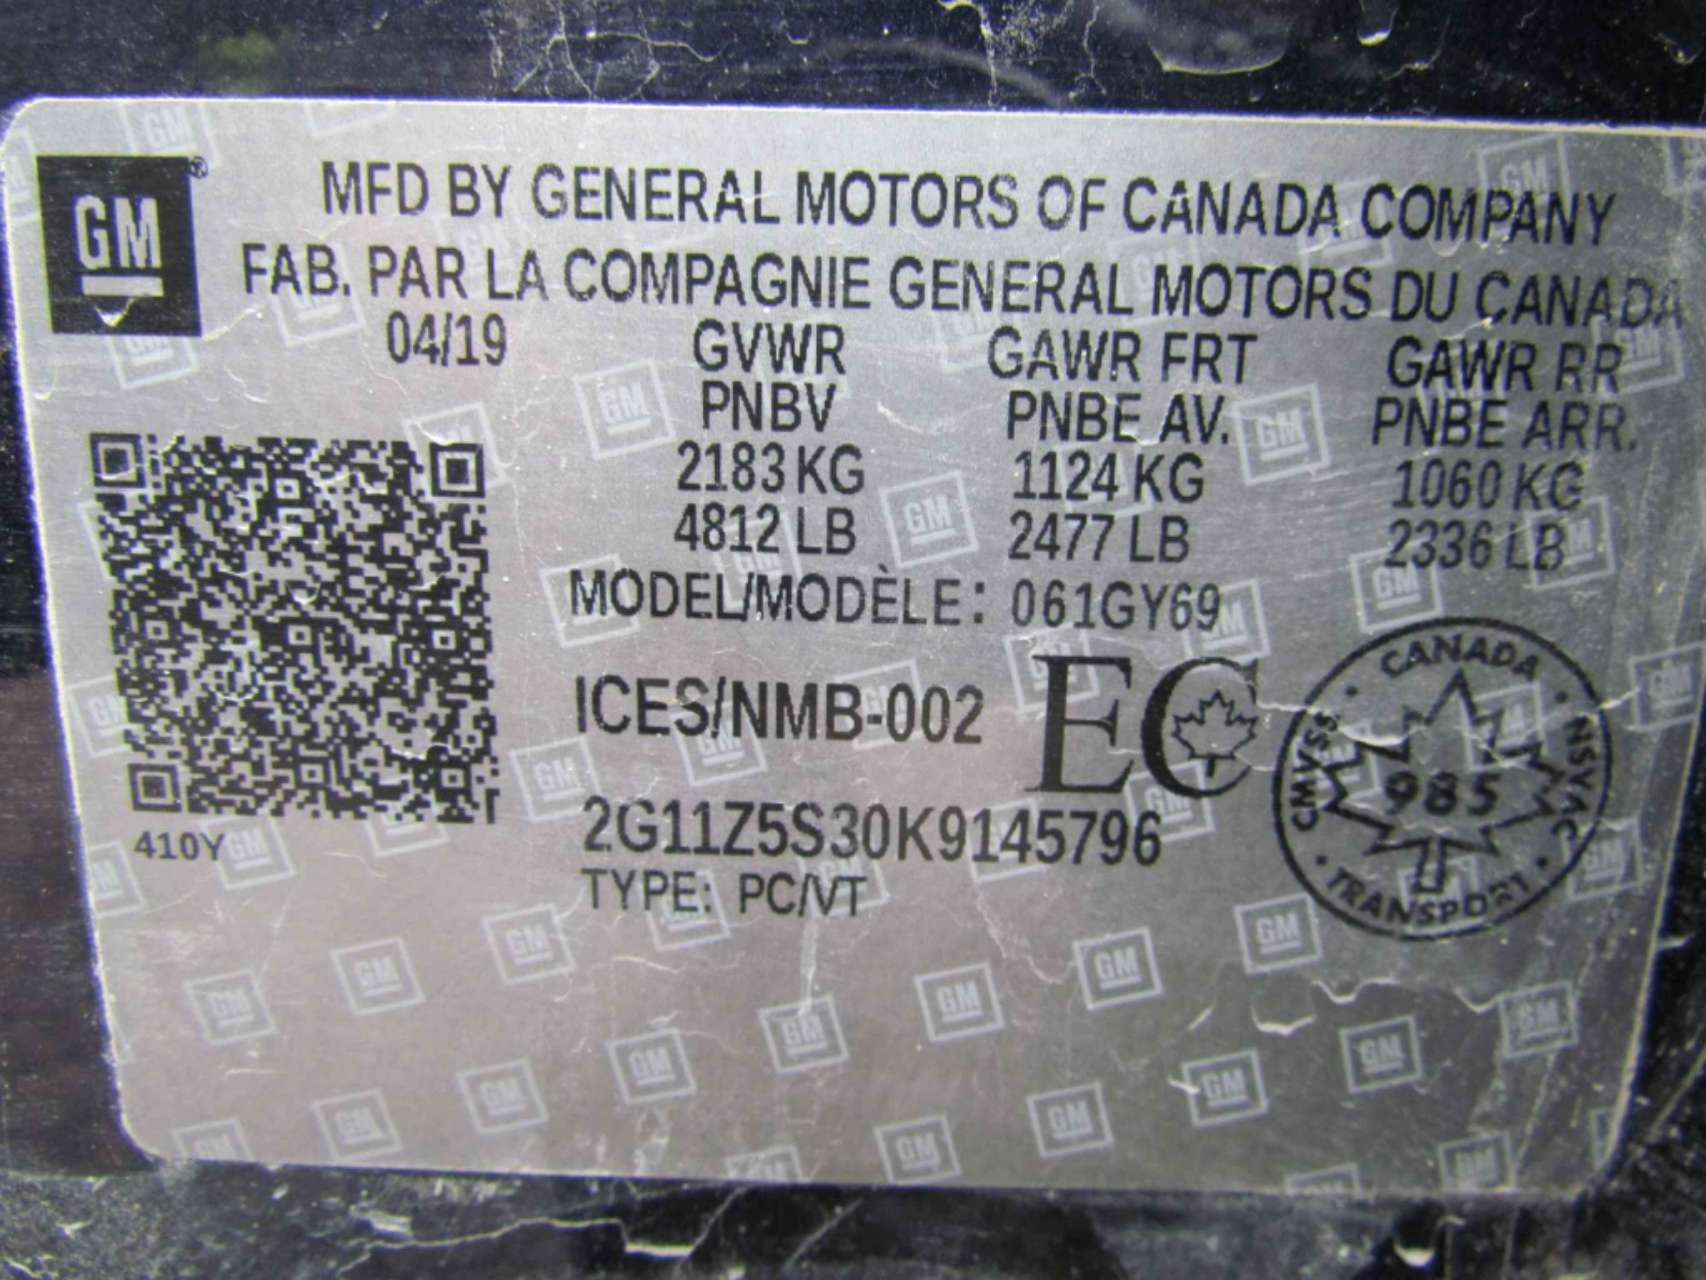 GM®
MFD BY GENERAL MOTORS OF CANADA COMPANY
FAB. PAR LA COMPAGNIE GENERAL MOTORS DU CANADA
04/19 GVWR GAWR FRT GAWR RR
PNBV PNBE AV. PNBE ARR.
2183 KG 1124 KG 1060 KG
4812 LB 2477 LB 2336 LB
MODEL/MODÈLE: 061GY69
ICES/NMB-002 EC
2G11Z5S30K9145796
TYPE: PC/VT
410Y
CANADA
CMVSS 985 NSVAC
TRANSPORT